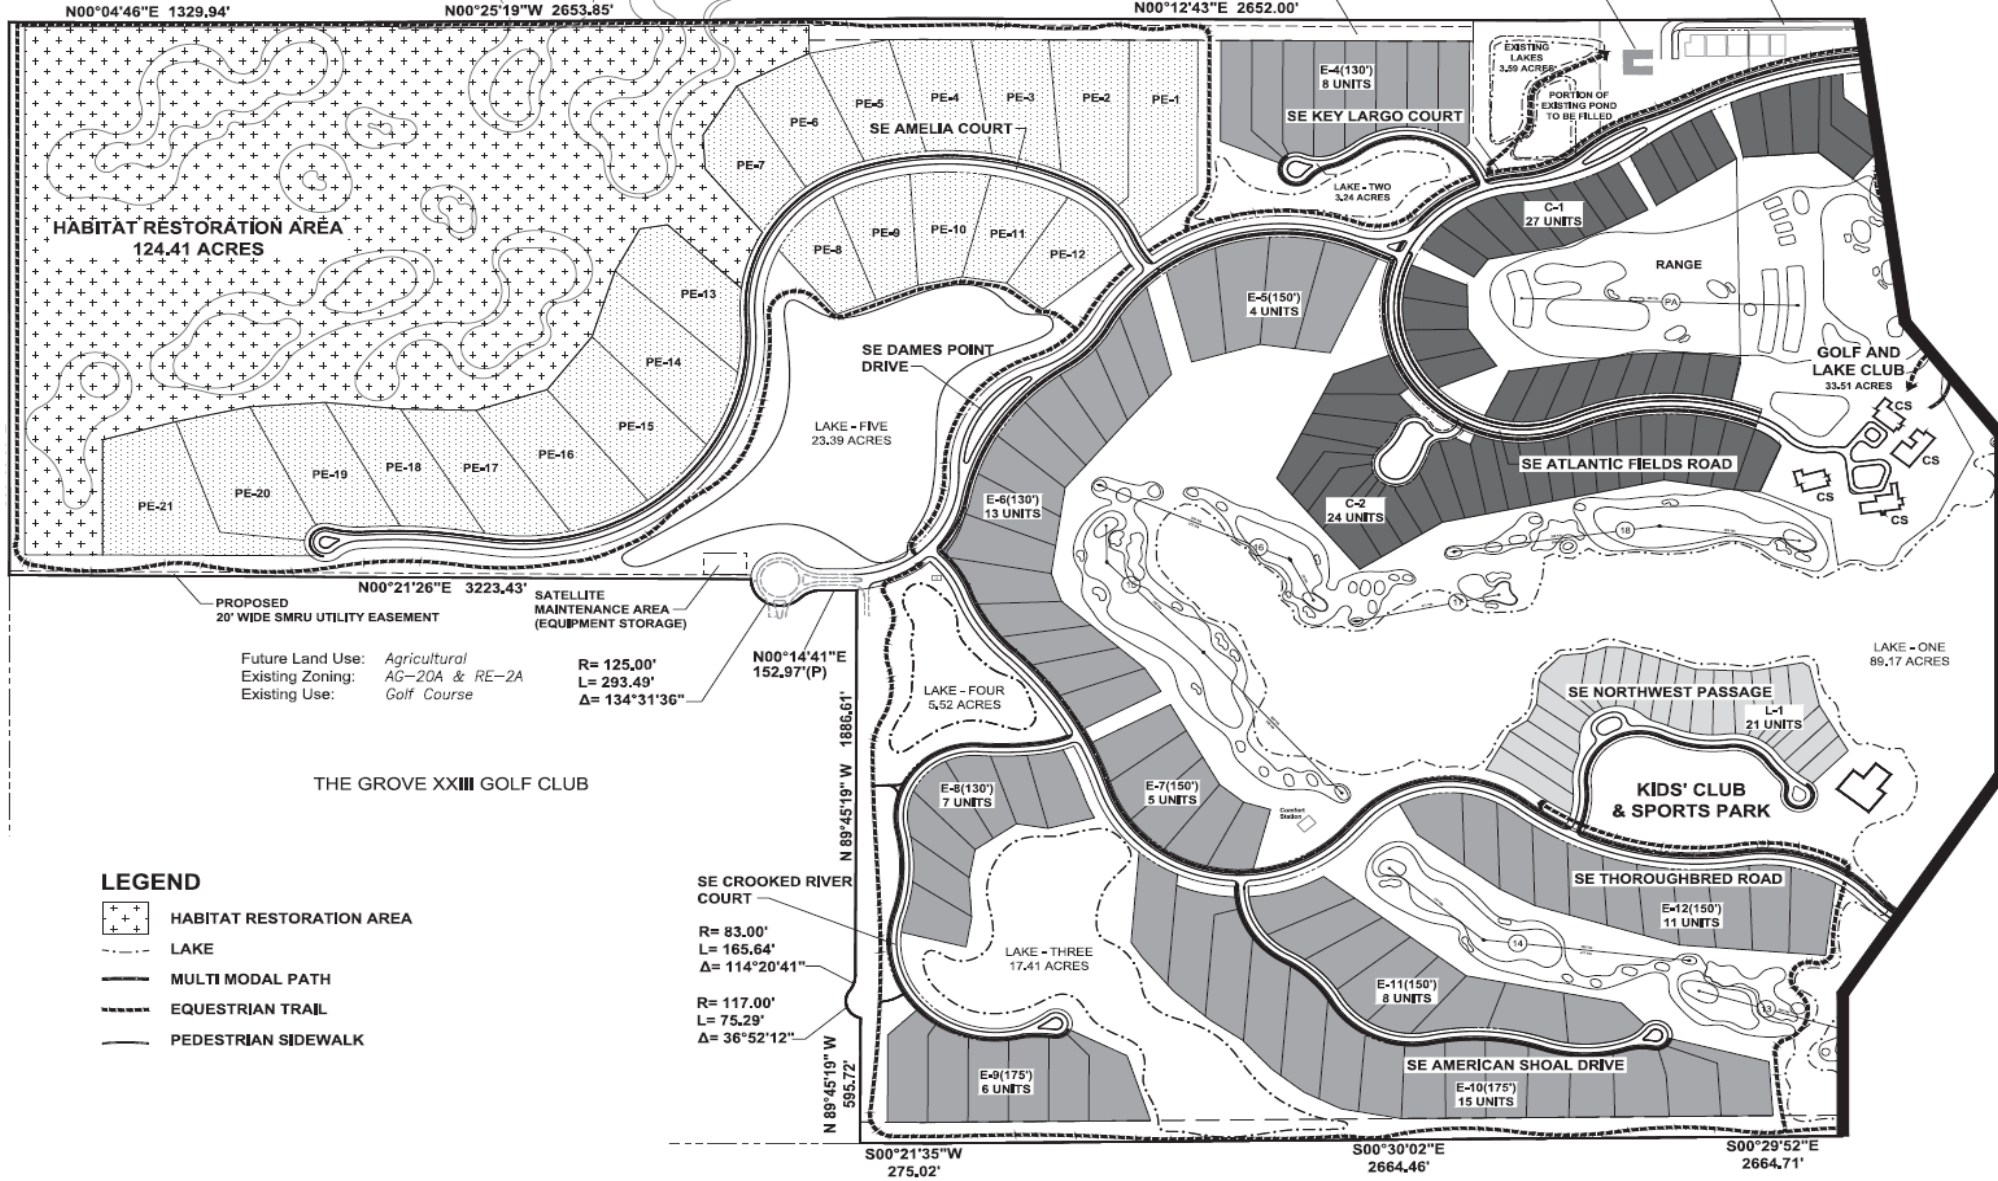 N00°04'46"E 1329.94'
N00°25'19"W 2653.85'
N00°12'43"E 2652.00'
HABITAT RESTORATION AREA
124.41 ACRES
PE-7
PE-6
PE-5
PE-4
PE-3
PE-2
PE-1
SE AMELIA COURT
PE-8
PE-9
PE-10
PE-11
PE-12
PE-13
PE-14
PE-15
PE-16
PE-17
PE-18
PE-19
PE-20
PE-21
E-4(130')
8 UNITS
SE KEY LARGO COURT
EXISTING
LAKES
3.59 ACRES
PORTION OF
EXISTING POND
TO BE FILLED
LAKE - TWO
3.24 ACRES
C-1
27 UNITS
RANGE
PA
E-5(150')
4 UNITS
SE DAMES POINT
DRIVE
GOLF AND
LAKE CLUB
33.51 ACRES
CS
CS
CS
CS
LAKE - FIVE
23.39 ACRES
SE ATLANTIC FIELDS ROAD
E-6(130')
13 UNITS
C-2
24 UNITS
15
16
17
18
N00°21'26"E 3223.43'
PROPOSED
20' WIDE SMRU UTILITY EASEMENT
SATELLITE
MAINTENANCE AREA
(EQUIPMENT STORAGE)
Future Land Use: Agricultural
Existing Zoning: AG-20A & RE-2A
Existing Use: Golf Course
R= 125.00'
L= 293.49'
Δ= 134°31'36"
N00°14'41"E
152.97'(P)
N 89°45'19" W 1886.61'
LAKE - FOUR
5.52 ACRES
LAKE - ONE
89.17 ACRES
SE NORTHWEST PASSAGE
L-1
21 UNITS
KIDS' CLUB
& SPORTS PARK
THE GROVE XXIII GOLF CLUB
E-8(130')
7 UNITS
E-7(150')
5 UNITS
Comfort
Station
LEGEND
HABITAT RESTORATION AREA
LAKE
MULTI MODAL PATH
EQUESTRIAN TRAIL
PEDESTRIAN SIDEWALK
SE CROOKED RIVER
COURT
R= 83.00'
L= 165.64'
Δ= 114°20'41"
R= 117.00'
L= 75.29'
Δ= 36°52'12"
N 89°45'19" W
595.72'
SE THOROUGHBRED ROAD
E-12(150')
11 UNITS
14
13
LAKE - THREE
17.41 ACRES
E-11(150')
8 UNITS
SE AMERICAN SHOAL DRIVE
E-10(175')
15 UNITS
E-9(175')
6 UNITS
S00°21'35"W
275.02'
S00°30'02"E
2664.46'
S00°29'52"E
2664.71'